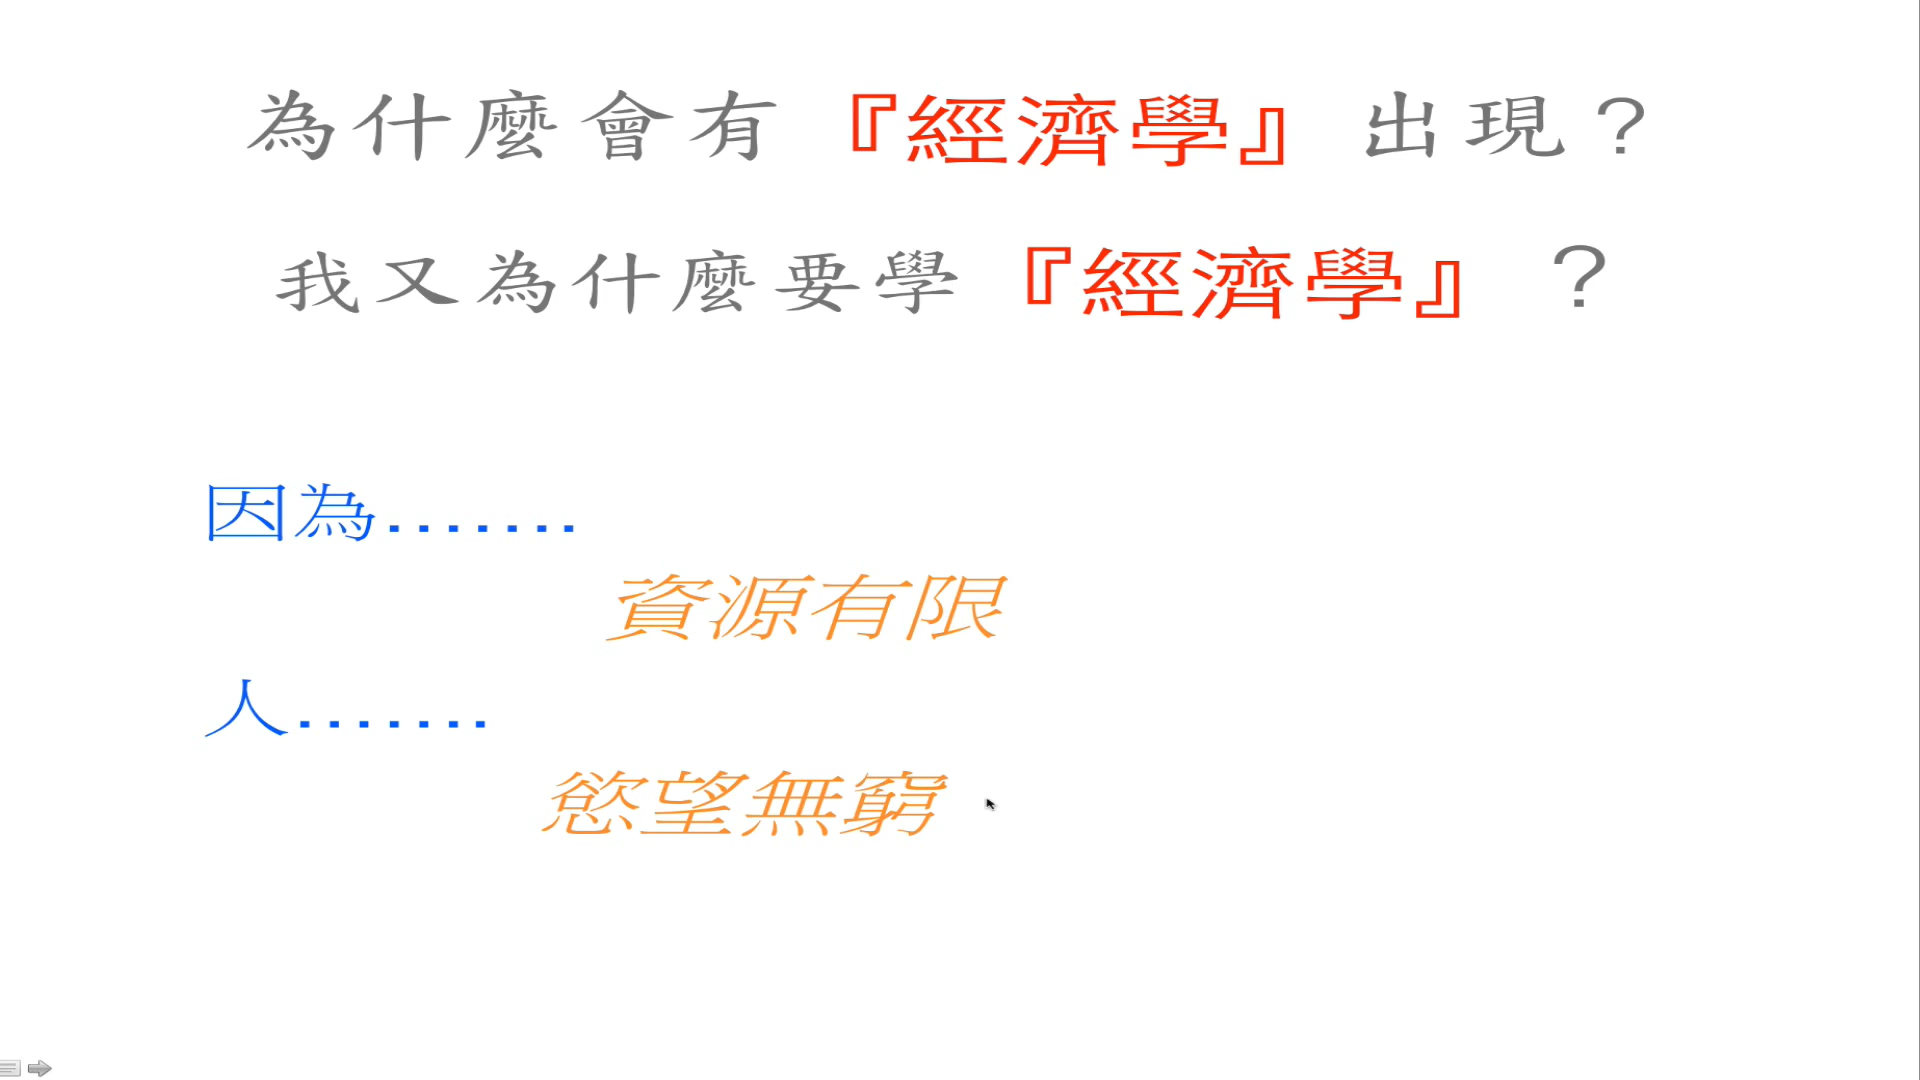 為什麼會有『經濟學』出現？
我又為什麼要學『經濟學』？
因為.......
資源有限
人.......
慾望無窮